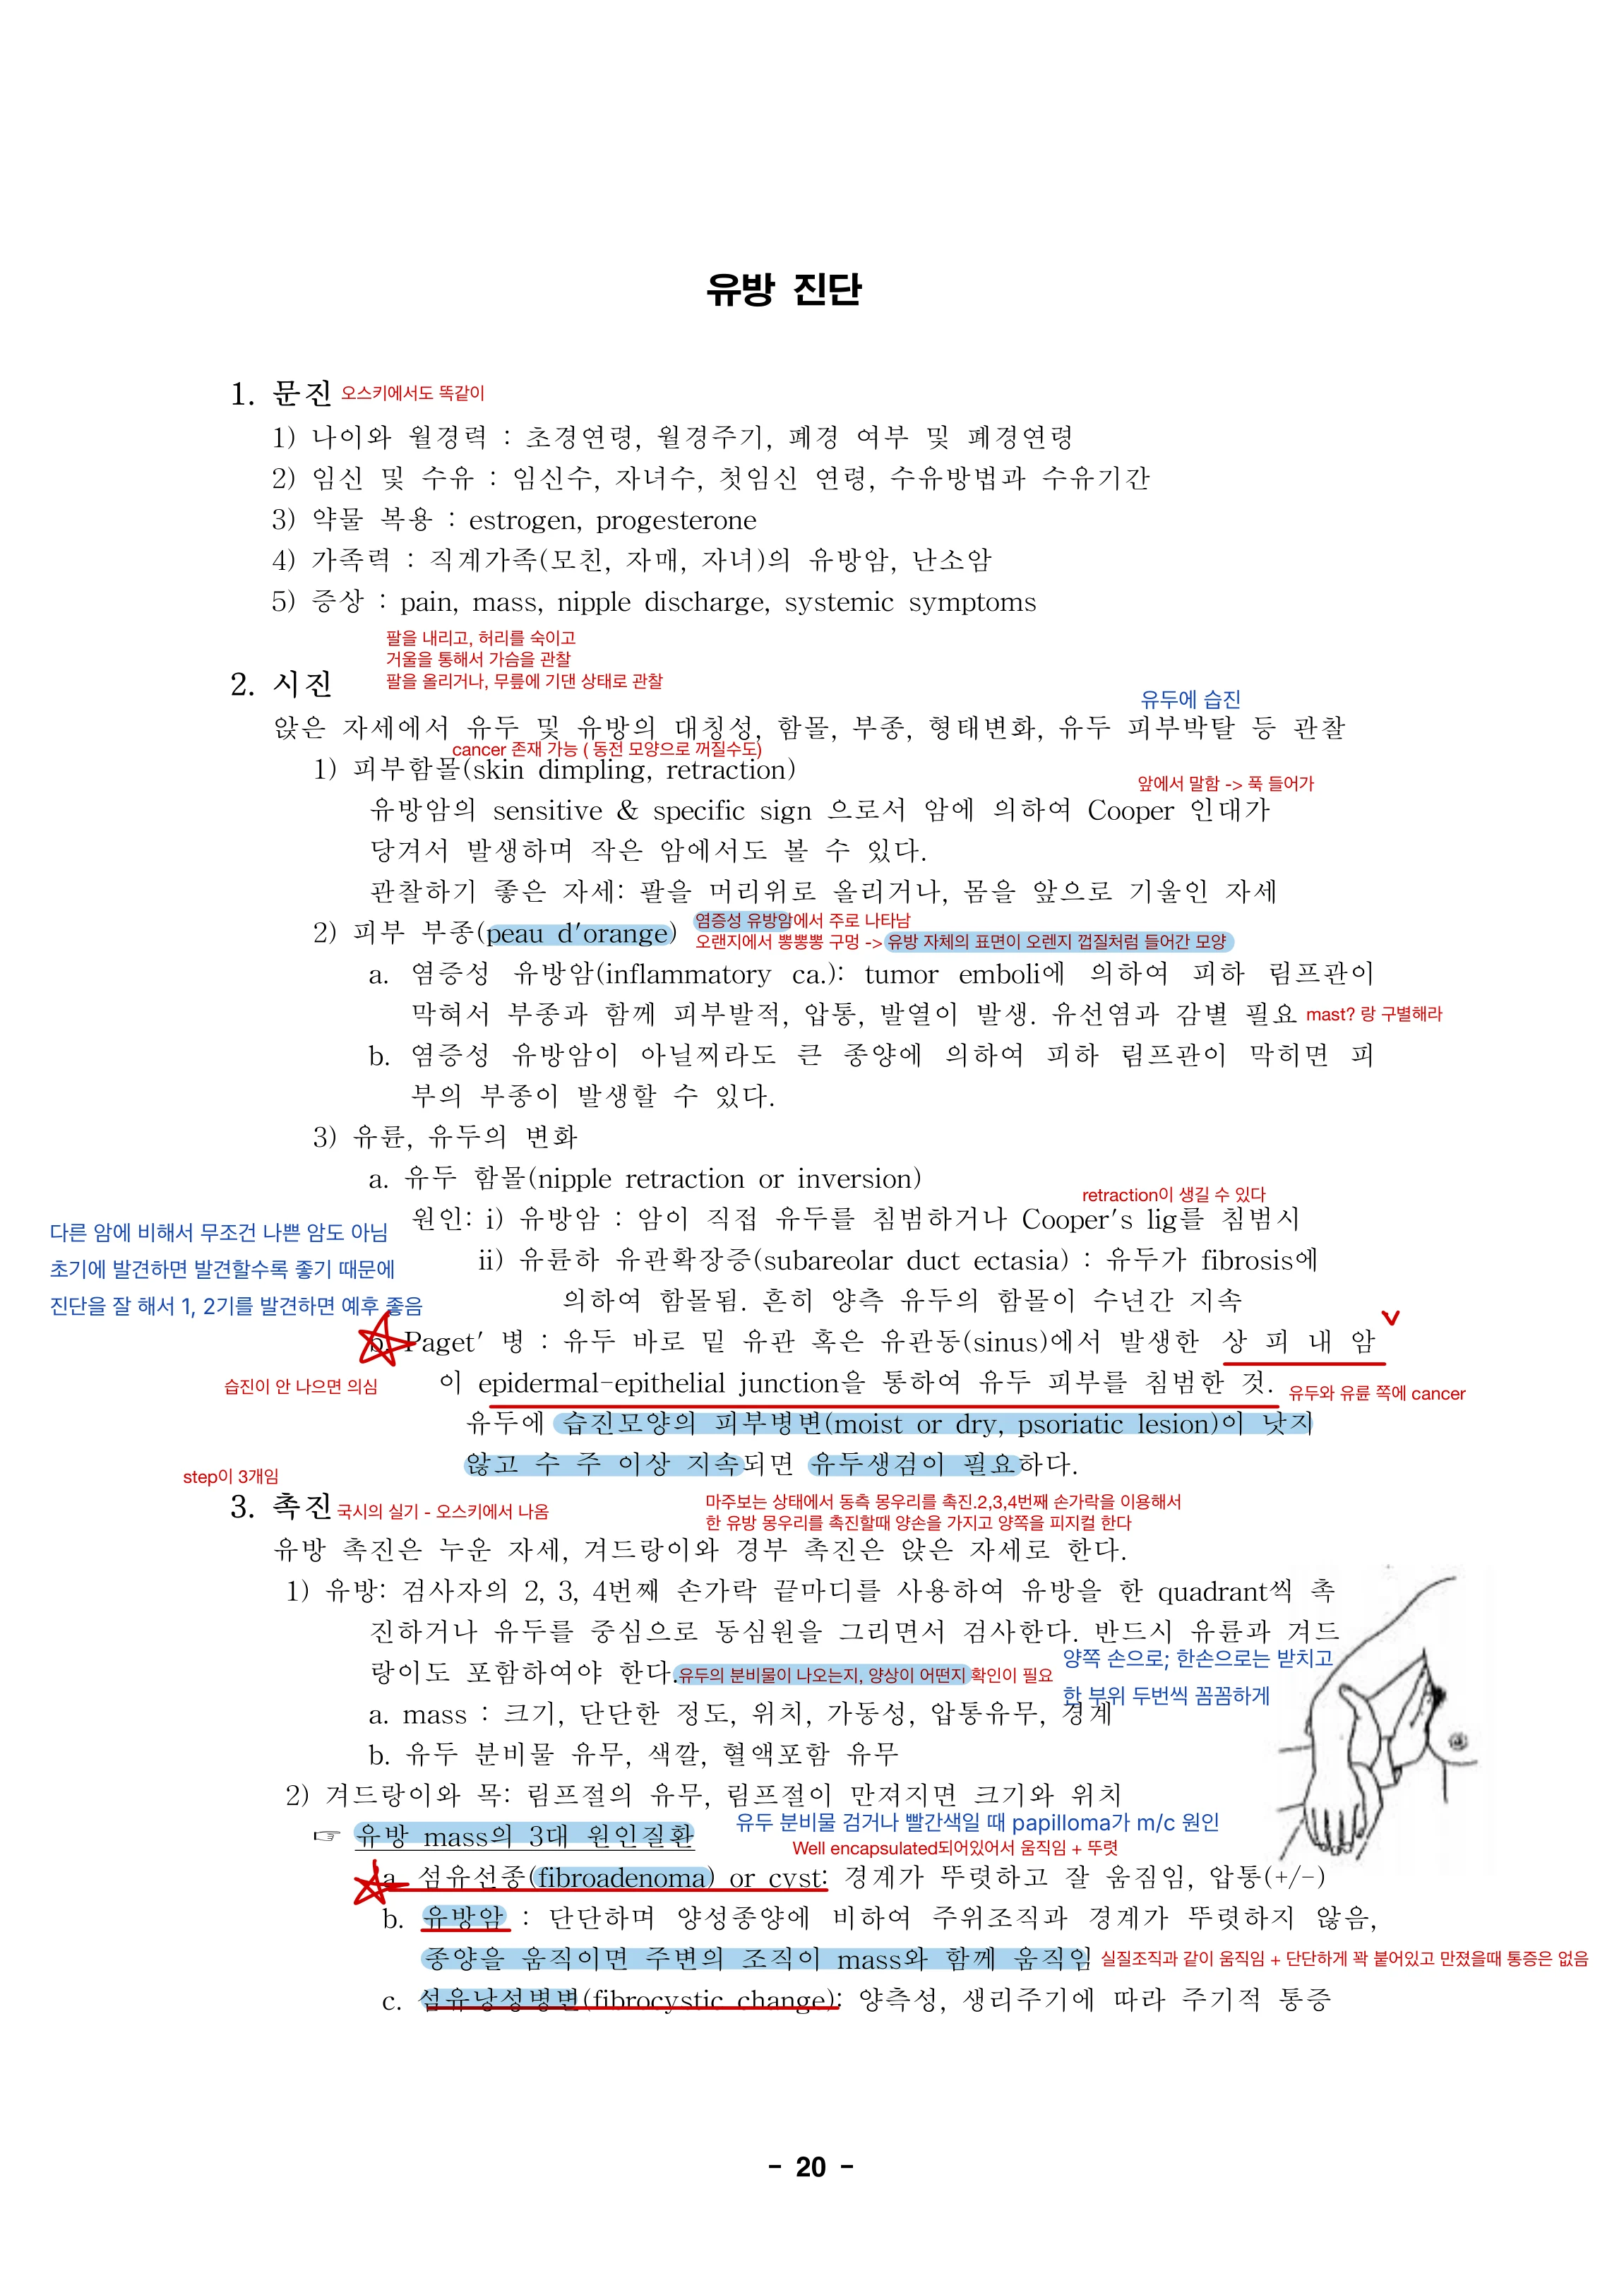 유방 진단
1. 문진 오스키에서도 똑같이
1) 나이와 월경력 : 초경연령, 월경주기, 폐경 여부 및 폐경연령
2) 임신 및 수유 : 임신수, 자녀수, 첫임신 연령, 수유방법과 수유기간
3) 약물 복용 : estrogen, progesterone
4) 가족력 : 직계가족(모친, 자매, 자녀)의 유방암, 난소암
5) 증상 : pain, mass, nipple discharge, systemic symptoms
팔을 내리고, 허리를 숙이고
거울을 통해서 가슴을 관찰
팔을 올리거나, 무릎에 기댄 상태로 관찰
2. 시진
유두에 습진
앉은 자세에서 유두 및 유방의 대칭성, 함몰, 부종, 형태변화, 유두 피부박탈 등 관찰
cancer 존재 가능 ( 동전 모양으로 꺼질수도)
1) 피부함몰(skin dimpling, retraction)
앞에서 말함 -> 푹 들어가
유방암의 sensitive & specific sign 으로서 암에 의하여 Cooper 인대가
당겨서 발생하며 작은 암에서도 볼 수 있다.
관찰하기 좋은 자세: 팔을 머리위로 올리거나, 몸을 앞으로 기울인 자세
염증성 유방암에서 주로 나타남
2) 피부 부종(peau d'orange)
오랜지에서 뽕뽕뽕 구멍 -> 유방 자체의 표면이 오렌지 껍질처럼 들어간 모양
a. 염증성 유방암(inflammatory ca.): tumor emboli에 의하여 피하 림프관이
막혀서 부종과 함께 피부발적, 압통, 발열이 발생. 유선염과 감별 필요 mast? 랑 구별해라
b. 염증성 유방암이 아닐찌라도 큰 종양에 의하여 피하 림프관이 막히면 피
부의 부종이 발생할 수 있다.
3) 유륜, 유두의 변화
a. 유두 함몰(nipple retraction or inversion)
retraction이 생길 수 있다
원인: i) 유방암 : 암이 직접 유두를 침범하거나 Cooper's lig를 침범시
다른 암에 비해서 무조건 나쁜 암도 아님
초기에 발견하면 발견할수록 좋기 때문에
진단을 잘 해서 1, 2기를 발견하면 예후 좋음
ii) 유륜하 유관확장증(subareolar duct ectasia) : 유두가 fibrosis에
의하여 함몰됨. 흔히 양측 유두의 함몰이 수년간 지속
b. Paget' 병 : 유두 바로 밑 유관 혹은 유관동(sinus)에서 발생한 상 피 내 암
습진이 안 나으면 의심
이 epidermal-epithelial junction을 통하여 유두 피부를 침범한 것. 유두와 유륜 쪽에 cancer
유두에 습진모양의 피부병변(moist or dry, psoriatic lesion)이 낫지
않고 수 주 이상 지속되면 유두생검이 필요하다.
step이 3개임
3. 촉진 국시의 실기 - 오스키에서 나옴
마주보는 상태에서 동측 몽우리를 촉진.2,3,4번째 손가락을 이용해서
한 유방 몽우리를 촉진할때 양손을 가지고 양쪽을 피지컬 한다
유방 촉진은 누운 자세, 겨드랑이와 경부 촉진은 앉은 자세로 한다.
1) 유방: 검사자의 2, 3, 4번째 손가락 끝마디를 사용하여 유방을 한 quadrant씩 촉
진하거나 유두를 중심으로 동심원을 그리면서 검사한다. 반드시 유륜과 겨드
랑이도 포함하여야 한다. 유두의 분비물이 나오는지, 양상이 어떤지 확인이 필요
양쪽 손으로; 한손으로는 받치고
한 부위 두번씩 꼼꼼하게
a. mass : 크기, 단단한 정도, 위치, 가동성, 압통유무, 경계
b. 유두 분비물 유무, 색깔, 혈액포함 유무
2) 겨드랑이와 목: 림프절의 유무, 림프절이 만져지면 크기와 위치
유두 분비물 검거나 빨간색일 때 papilloma가 m/c 원인
☞ 유방 mass의 3대 원인질환
Well encapsulated되어있어서 움직임 + 뚜렷
a. 섬유선종(fibroadenoma) or cyst: 경계가 뚜렷하고 잘 움직임, 압통(+/-)
b. 유방암 : 단단하며 양성종양에 비하여 주위조직과 경계가 뚜렷하지 않음,
종양을 움직이면 주변의 조직이 mass와 함께 움직임 실질조직과 같이 움직임 + 단단하게 꽉 붙어있고 만졌을때 통증은 없음
c. 섬유낭성병변(fibrocystic change): 양측성, 생리주기에 따라 주기적 통증
- 20 -